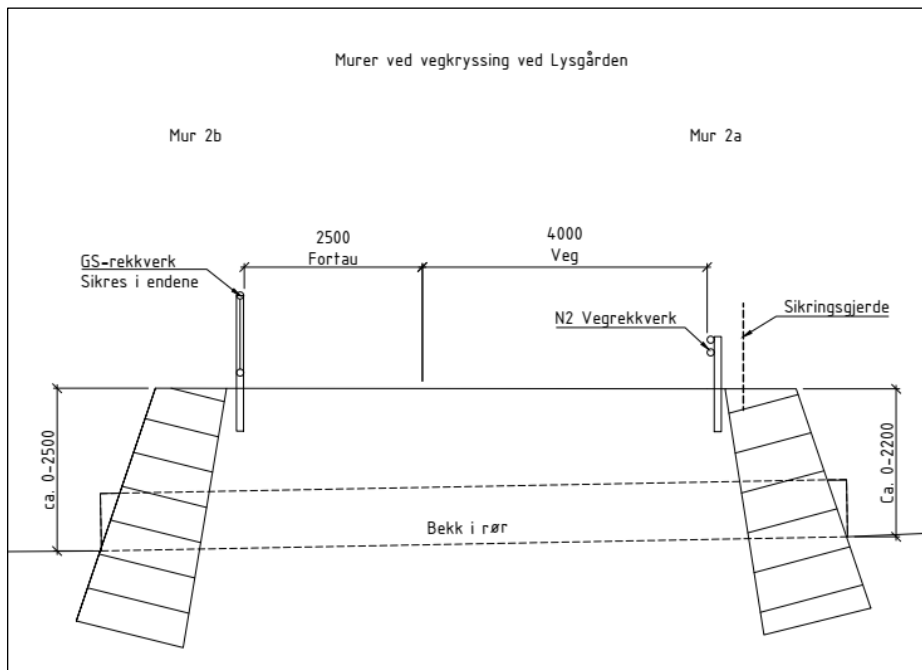 Murer ved vegkryssing ved Lysgården
Mur 2b
Mur 2a
2500
Fortau
4000
Veg
GS-rekkverk
Sikres i endene
N2 Vegrekkverk
Sikringsgjerde
ca. 0-2500
Ca. 0-2200
Bekk i rør